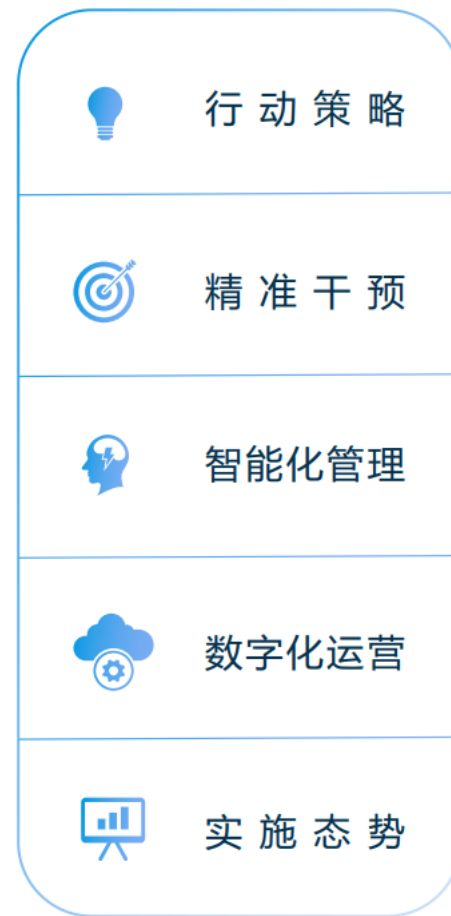 行动策略
精准干预
智能化管理
数字化运营
实施态势